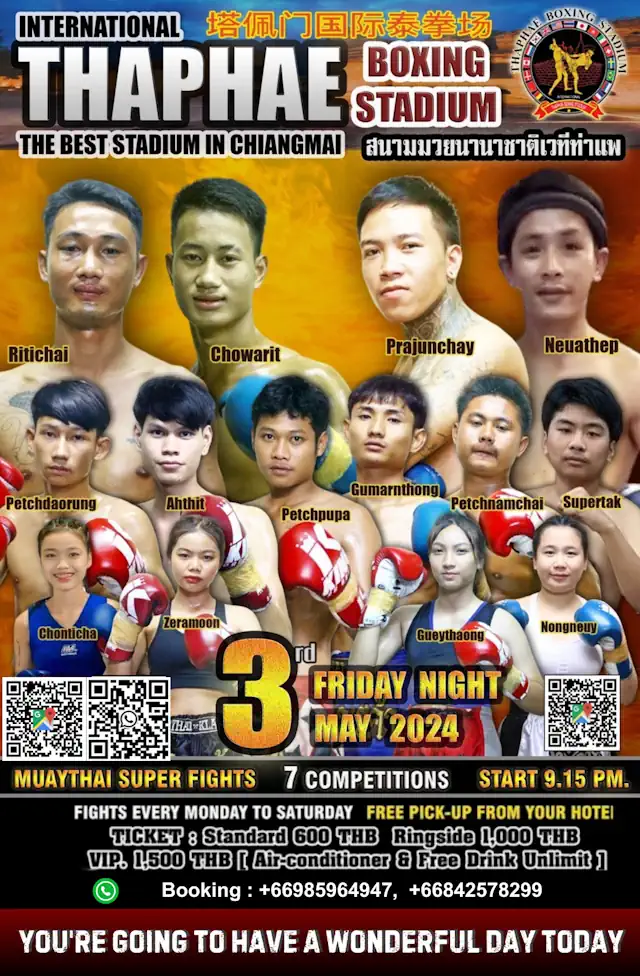 INTERNATIONAL
塔佩门国际泰拳场
THAPHAE
BOXING
STADIUM
THAPHAE BOXING STADIUM
THE BEST STADIUM IN CHIANGMAI
สนามมวยนานาชาติเวทีท่าแพ
Ritichai
Chowarit
Prajunchay
Neuathep
Petchdaorung
Ahthit
Petchpupa
Gumarnthong
Petchnamchai
Supertak
Chonticha
Zeramoon
Gueythaong
Nongneuy
3rd
FRIDAY NIGHT
MAY 2024
MUAYTHAI SUPER FIGHTS 7 COMPETITIONS START 9.15 PM.
FIGHTS EVERY MONDAY TO SATURDAY FREE PICK-UP FROM YOUR HOTEl
TICKET : Standard 600 THB Ringside 1,000 THB
VIP. 1,500 THB [ Air-conditioner & Free Drink Unlimit ]
Booking : +66985964947, +66842578299
YOU'RE GOING TO HAVE A WONDERFUL DAY TODAY